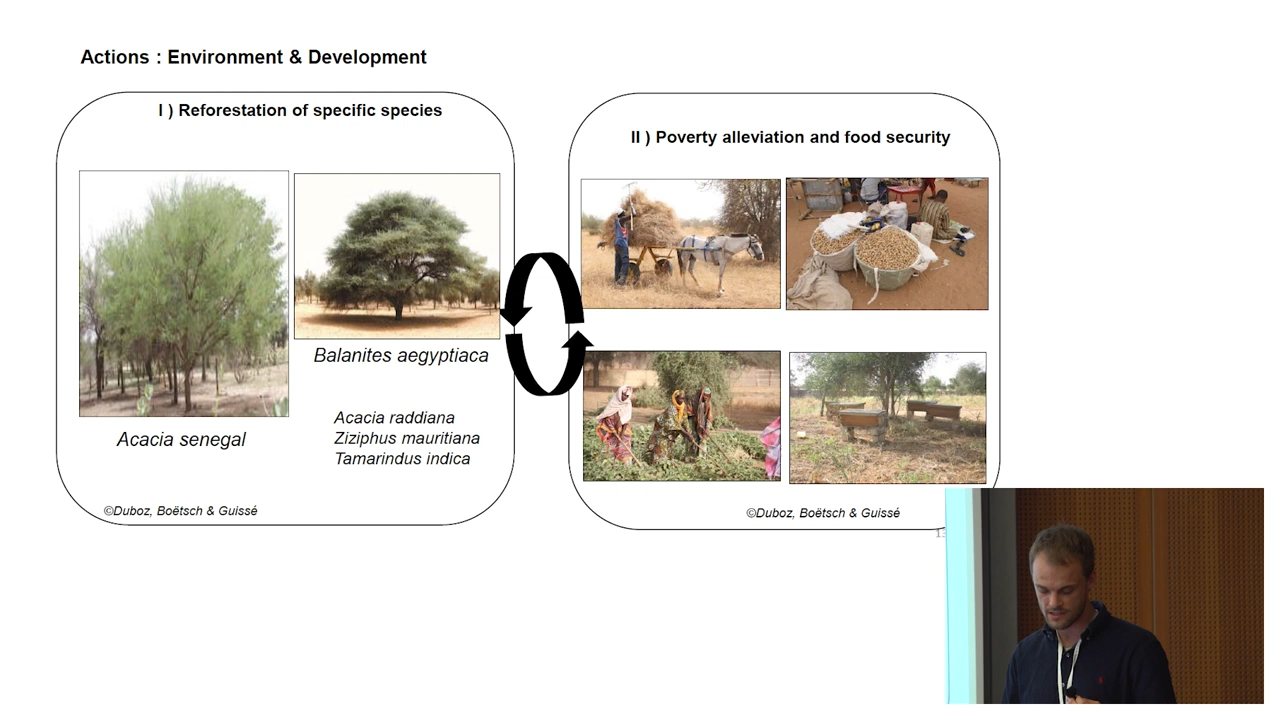 Actions : Environment & Development
I ) Reforestation of specific species
Balanites aegyptiaca
Acacia raddiana
Ziziphus mauritiana
Tamarindus indica
Acacia senegal
©Duboz, Boëtsch & Guissé
II ) Poverty alleviation and food security
©Duboz, Boëtsch & Guissé